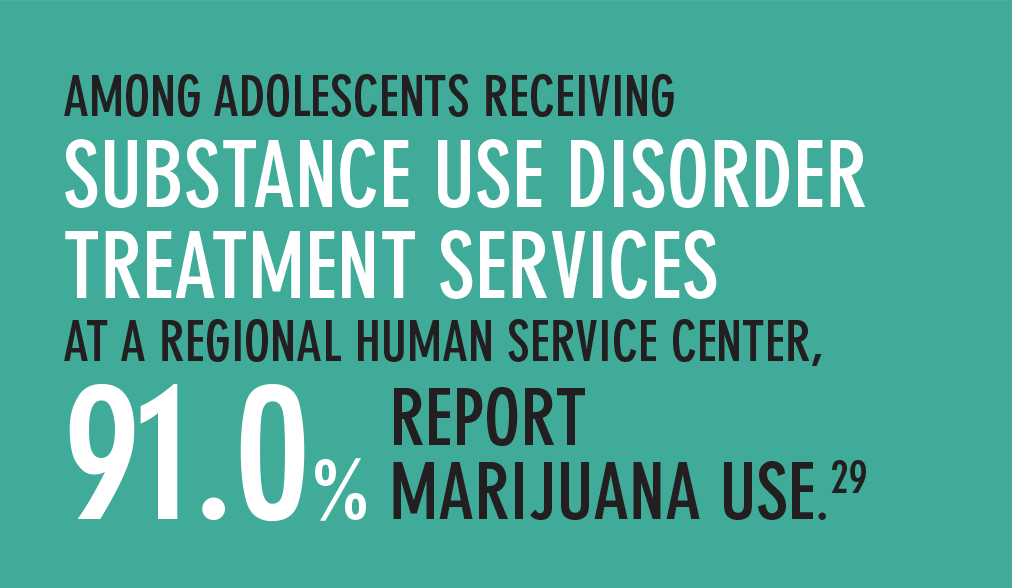 AMONG ADOLESCENTS RECEIVING
SUBSTANCE USE DISORDER
TREATMENT SERVICES
AT A REGIONAL HUMAN SERVICE CENTER,
91.0% REPORT
MARIJUANA USE.29